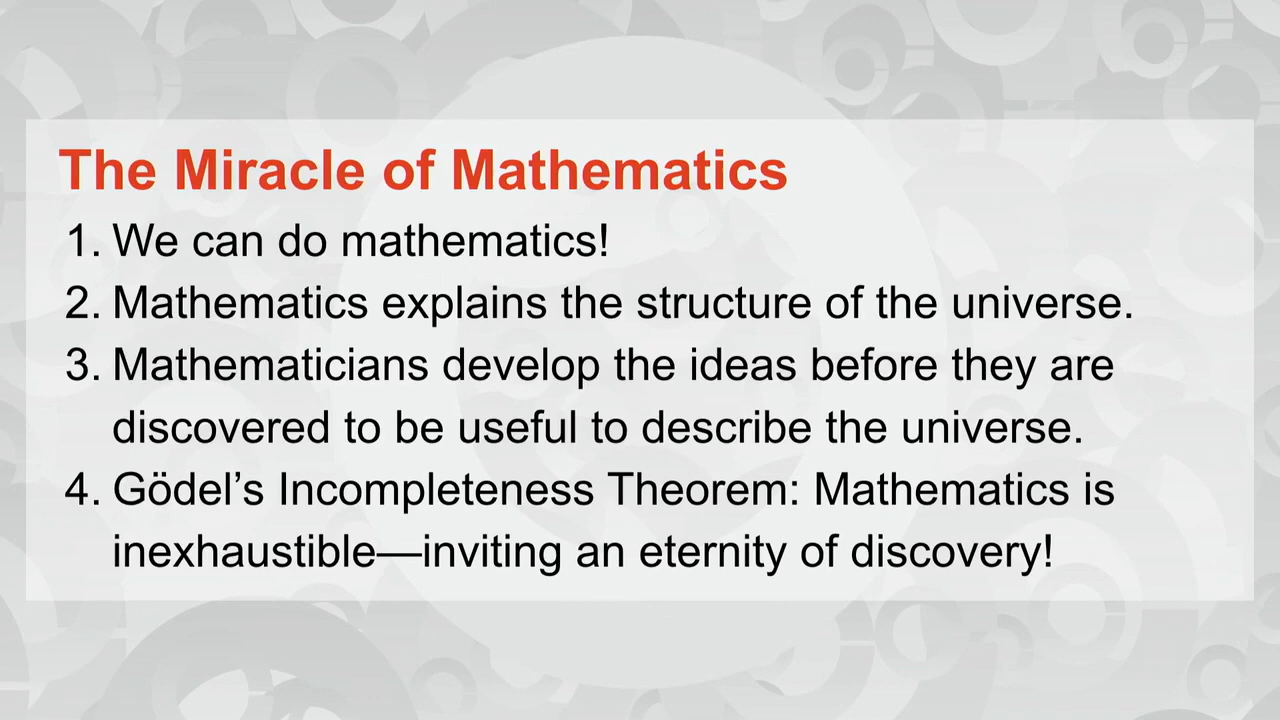 The Miracle of Mathematics
1. We can do mathematics!
2. Mathematics explains the structure of the universe.
3. Mathematicians develop the ideas before they are
discovered to be useful to describe the universe.
4. Gödel’s Incompleteness Theorem: Mathematics is
inexhaustible—inviting an eternity of discovery!